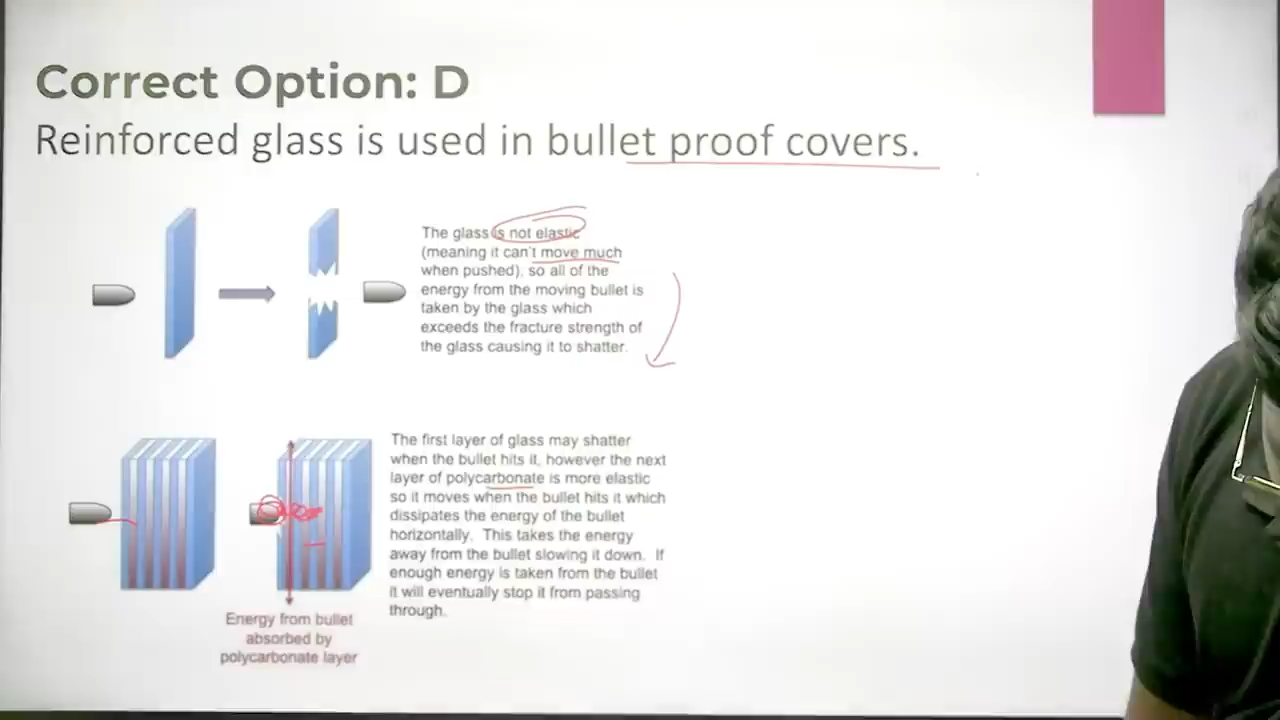 Correct Option: D
Reinforced glass is used in bullet proof covers.
The glass is not elastic
(meaning it can't move much
when pushed), so all of the
energy from the moving bullet is
taken by the glass which
exceeds the fracture strength of
the glass causing it to shatter.
The first layer of glass may shatter
when the bullet hits it, however the next
layer of polycarbonate is more elastic
so it moves when the bullet hits it which
dissipates the energy of the bullet
horizontally. This takes the energy
away from the bullet slowing it down. If
enough energy is taken from the bullet
it will eventually stop it from passing
through.
Energy from bullet
absorbed by
polycarbonate layer